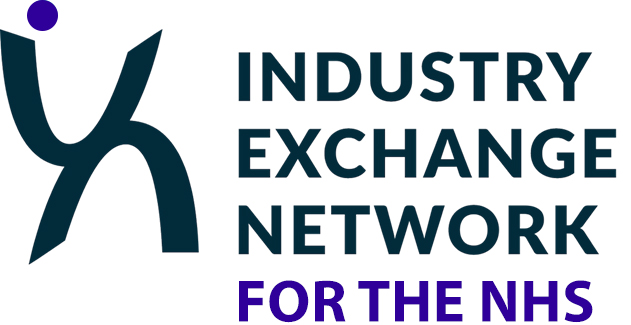 INDUSTRY
EXCHANGE
NETWORK
FOR THE NHS